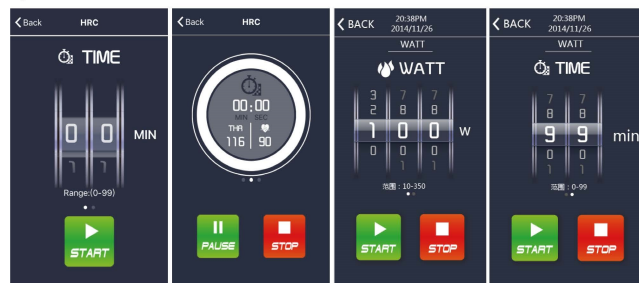 Back HRC
TIME
0 0 MIN
1 1
Range:(0-99)
START
Back HRC
00:00
MIN SEC
THR
116 90
PAUSE STOP
BACK 20:38PM
2014/11/26
WATT
WATT
3 7 7
2 8 8
1 0 0 W
0 0 0
1 1
范围：10-350
START STOP
BACK 20:38PM
2014/11/26
WATT
TIME
7 7
8 8
9 9 min
0 0
1 1
范围：0-99
START STOP